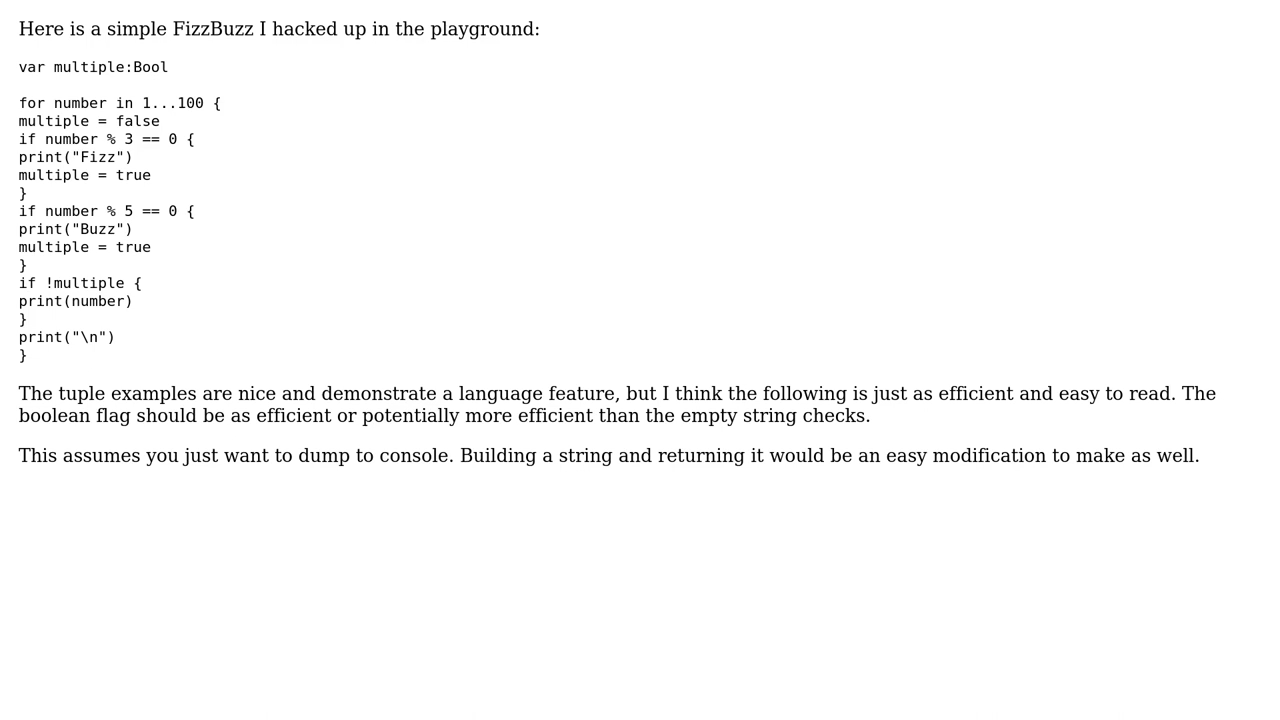 Here is a simple FizzBuzz I hacked up in the playground:
var multiple:Bool
for number in 1...100 {
multiple = false
if number % 3 == 0 {
print("Fizz")
multiple = true
}
if number % 5 == 0 {
print("Buzz")
multiple = true
}
if !multiple {
print(number)
}
print("\n")
}
The tuple examples are nice and demonstrate a language feature, but I think the following is just as efficient and easy to read. The
boolean flag should be as efficient or potentially more efficient than the empty string checks.
This assumes you just want to dump to console. Building a string and returning it would be an easy modification to make as well.